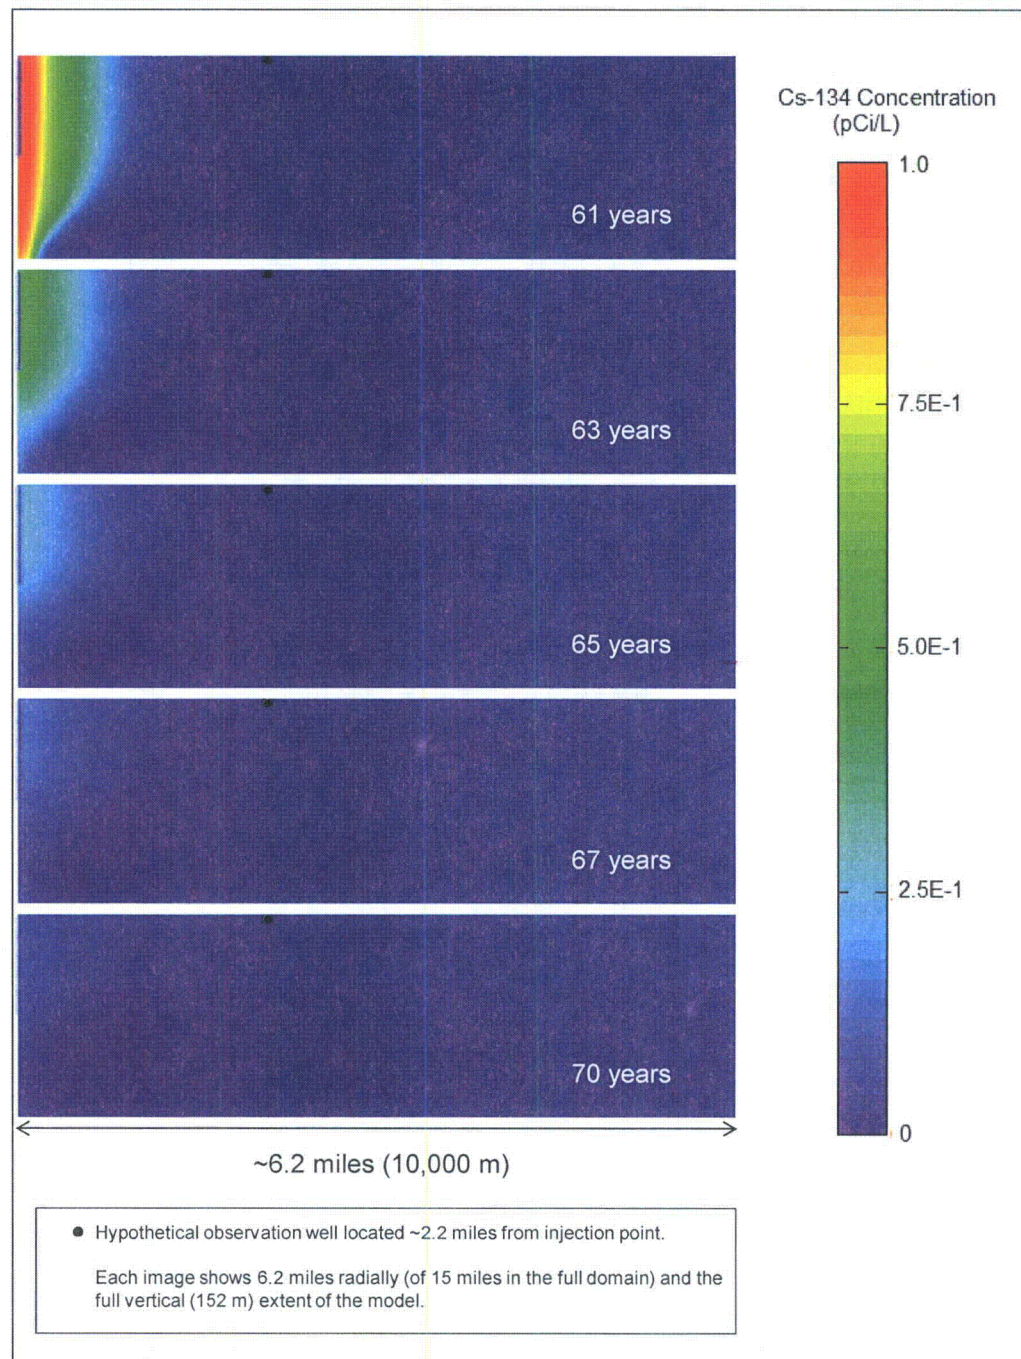 Cs-134 Concentration
(pCi/L)
1.0
61 years
7.5E-1
63 years
5.0E-1
65 years
2.5E-1
67 years
70 years
0
~6.2 miles (10,000 m)
● Hypothetical observation well located ~2.2 miles from injection point.
Each image shows 6.2 miles radially (of 15 miles in the full domain) and the
full vertical (152 m) extent of the model.